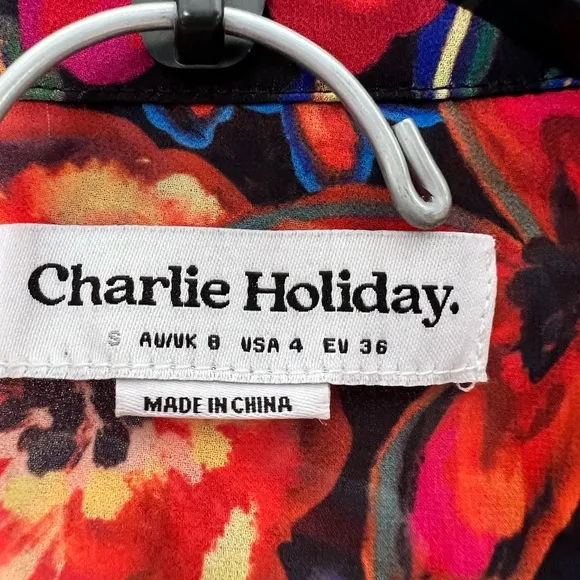 Charlie Holiday.
S AU/UK 8 USA 4 EU 36
MADE IN CHINA